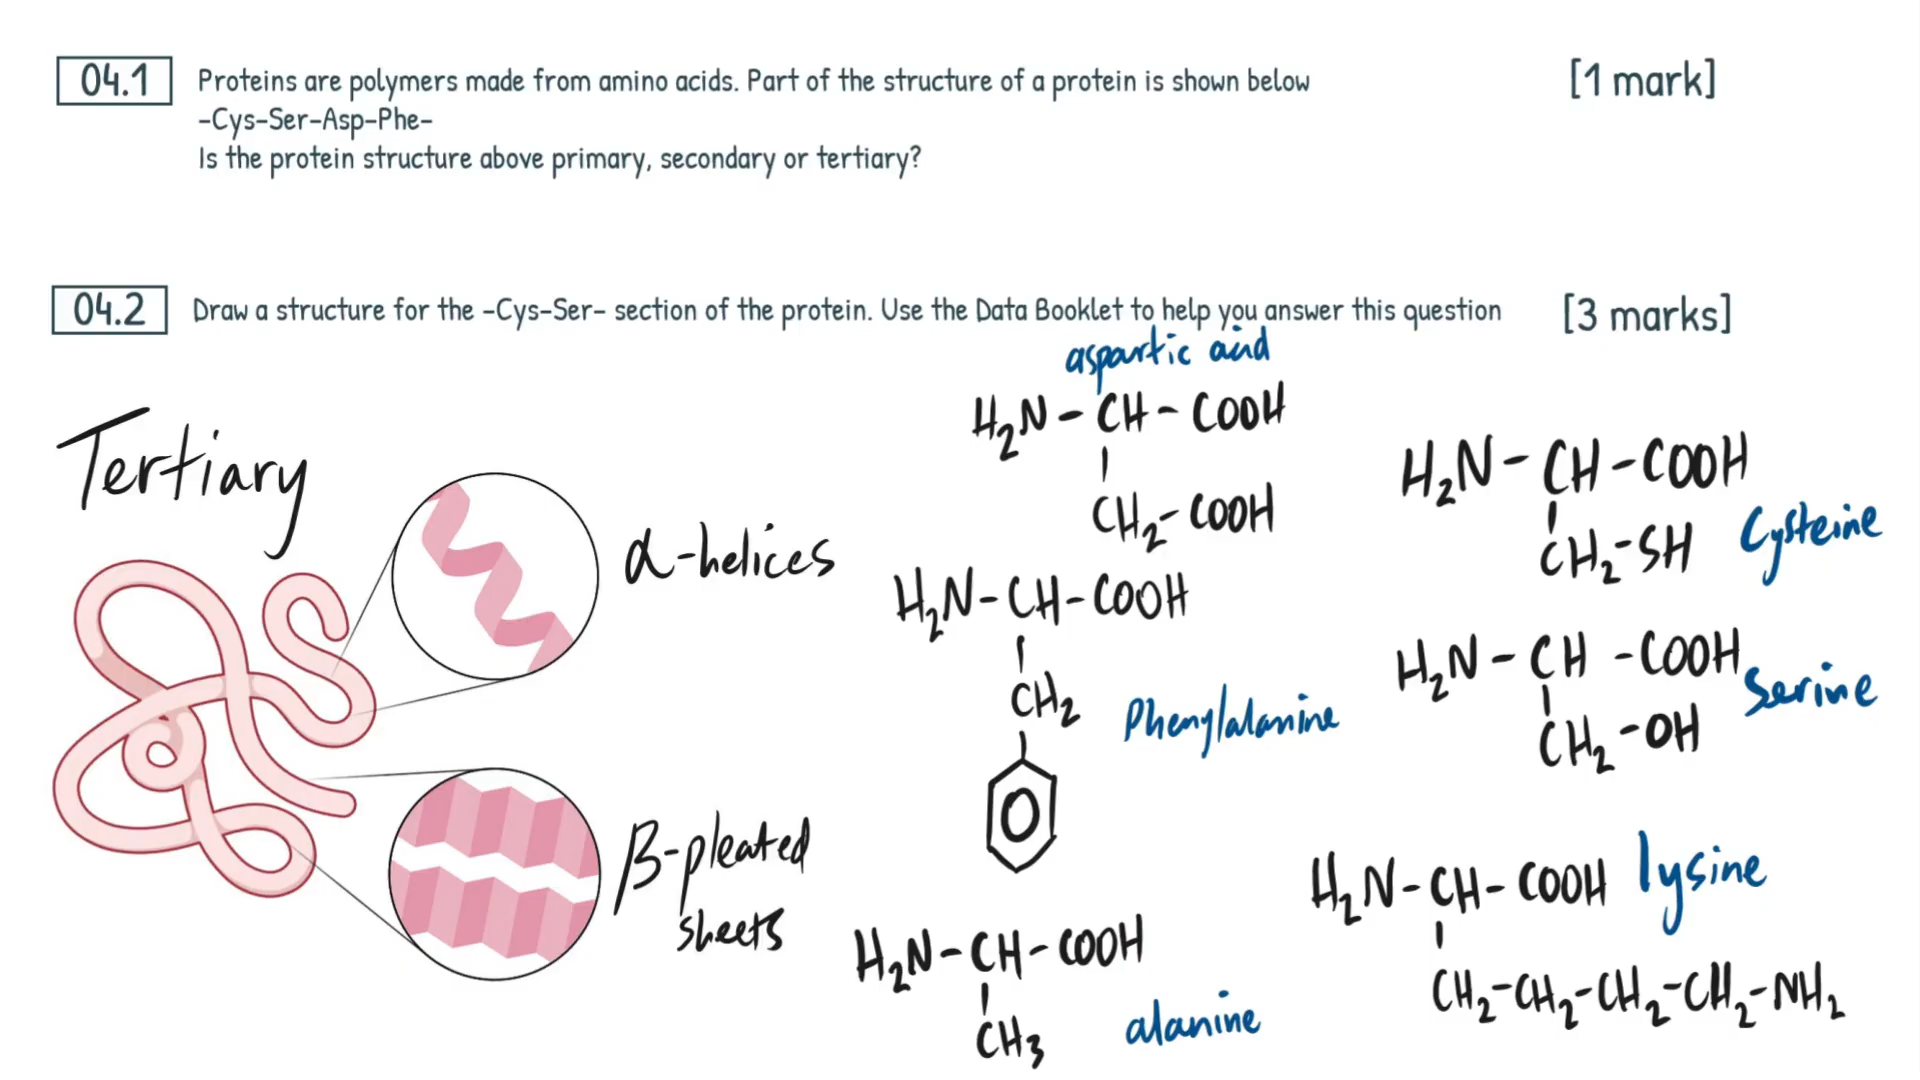 04.1 Proteins are polymers made from amino acids. Part of the structure of a protein is shown below [1 mark]
-Cys-Ser-Asp-Phe-
Is the protein structure above primary, secondary or tertiary?
04.2 Draw a structure for the -Cys-Ser- section of the protein. Use the Data Booklet to help you answer this question [3 marks]
Tertiary
α-helices
β-pleated
sheets
aspartic acid
H₂N - CH - COOH
CH₂ - COOH
H₂N - CH - COOH
CH₂
Phenylalanine
H₂N - CH - COOH
CH₃
alanine
H₂N - CH - COOH
CH₂ - SH
Cysteine
H₂N - CH - COOH
CH₂ - OH
Serine
H₂N - CH - COOH
lysine
CH₂ - CH₂ - CH₂ - CH₂ - NH₂